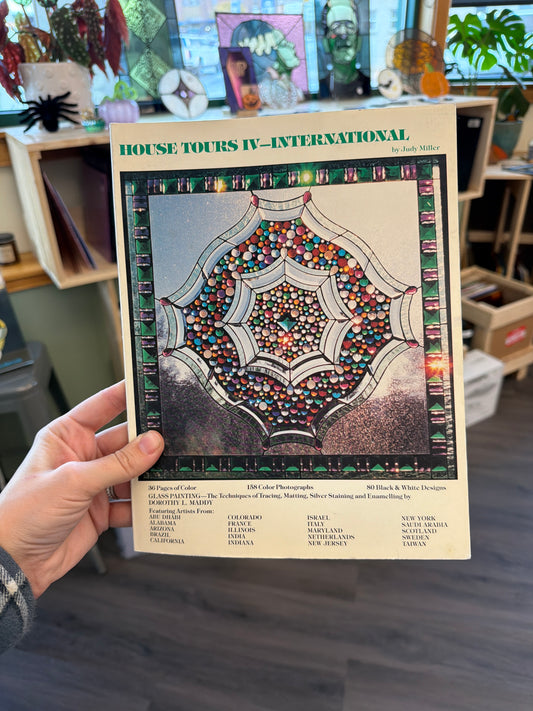 HOUSE TOURS IV—INTERNATIONAL
by Judy Miller
36 Pages of Color 158 Color Photographs 80 Black & White Designs
GLASS PAINTING—The Techniques of Tracing, Matting, Silver Staining and Enamelling by
DOROTHY L. MADDY
Featuring Artists From:
ABU DHABI COLORADO ISRAEL NEW YORK
ALABAMA FRANCE ITALY SAUDI ARABIA
ARIZONA ILLINOIS MARYLAND SCOTLAND
BRAZIL INDIA NETHERLANDS SWEDEN
CALIFORNIA INDIANA NEW JERSEY TAIWAN